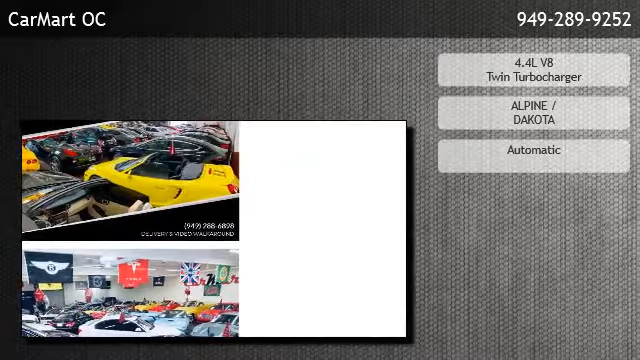 CarMart OC
949-289-9252
4.4L V8
Twin Turbocharger
ALPINE /
DAKOTA
Automatic
(949) 288-6898
DELIVERY & VIDEO WALKAROUND